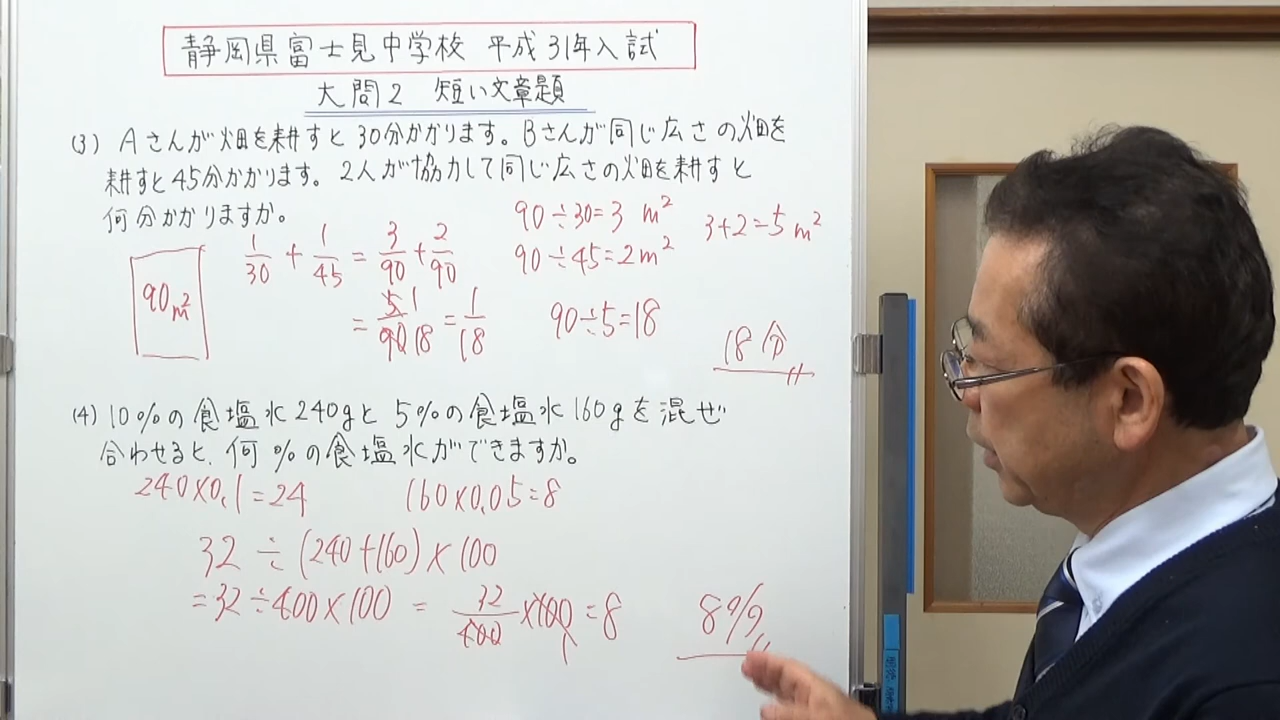 静岡県富士見中学校 平成31年入試
大問2 短い文章題
(3) Aさんが畑を耕すと30分かかります。Bさんが同じ広さの畑を
耕すと45分かかります。2人が協力して同じ広さの畑を耕すと
何分かかりますか。
90÷30=3 m²
3+2=5m²
1/30 + 1/45 = 3/90 + 2/90
90÷45=2m²
90m²
= 5/90 1/18 = 1/18
90÷5=18
18分
(4) 10%の食塩水240gと5%の食塩水160gを混ぜ
合わせると、何%の食塩水ができますか。
240×0.1=24
160×0.05=8
32÷(240+160)×100
=32÷400×100 = 32/400×100=8
8%